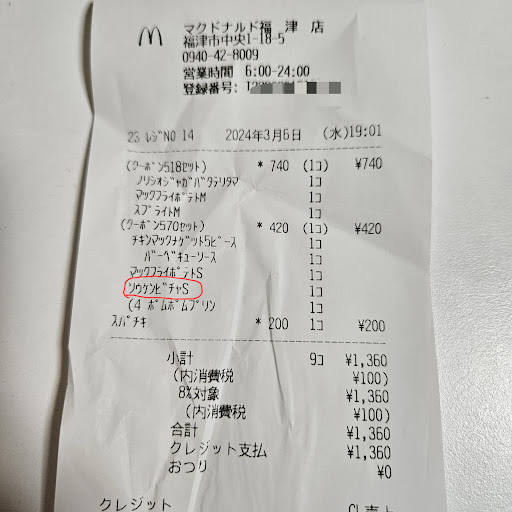 マクドナルド福 津 店
福津市中央1-18-5
0940-42-8009
営業時間 6:00-24:00
登録番号:
23 ﾚｼﾞNO 14 2024年3月6日 (水)19:01
(ｸｰﾎﾟﾝ518ｾｯﾄ) * 740 (1ｺ) ¥740
ﾉﾘｼｵｼﾞｬｶﾞﾊﾞﾀﾃﾘﾀﾏ 1ｺ
ﾏｯｸﾌﾗｲﾎﾟﾃﾄM 1ｺ
ｽﾌﾟﾗｲﾄM 1ｺ
(ｸｰﾎﾟﾝ570ｾｯﾄ) * 420 (1ｺ) ¥420
ﾁｷﾝﾏｯｸﾅｹﾞｯﾄ5ﾋﾟｰｽ 1ｺ
ﾊﾞｰﾍﾞｷｭｰｿｰｽ 1ｺ
ﾏｯｸﾌﾗｲﾎﾟﾃﾄS 1ｺ
ｿｳｹﾝﾋﾞﾁｬS 1ｺ
(4 ﾎﾟﾑﾎﾟﾑﾌﾟﾘﾝ 1ｺ
ｽﾊﾟﾁｷ * 200 1ｺ ¥200
小計 9ｺ ¥1,360
(内消費税 ¥100)
8%対象 ¥1,360
(内消費税 ¥100)
合計 ¥1,360
クレジット支払 ¥1,360
おつり ¥0
クレジット